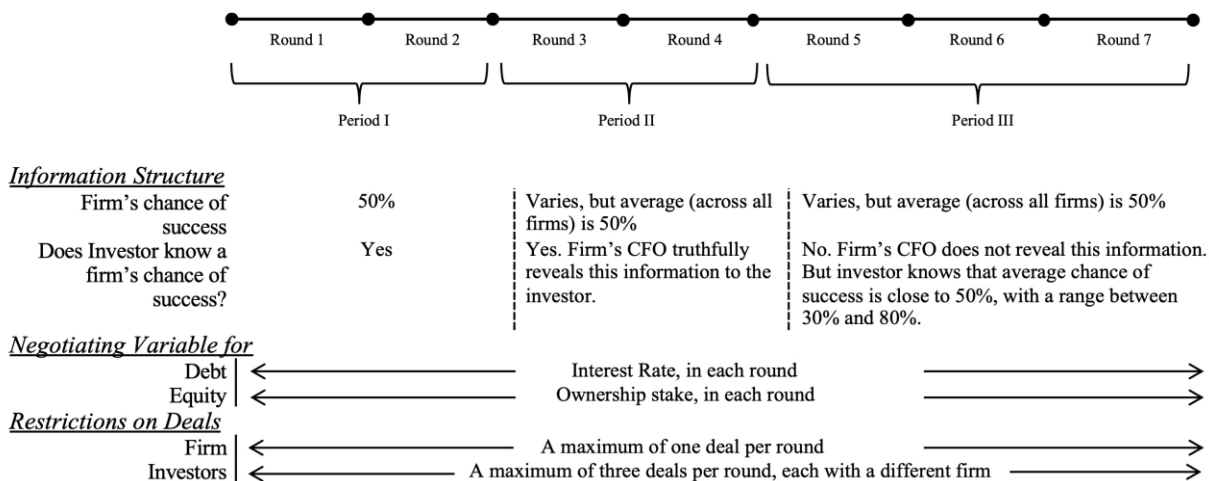 Round 1 Round 2 Round 3 Round 4 Round 5 Round 6 Round 7
Period I Period II Period III
Information Structure
Firm's chance of success
50%
Varies, but average (across all
firms) is 50%
Varies, but average (across all firms) is 50%
Does Investor know a
firm's chance of
success?
Yes
Yes. Firm's CFO truthfully
reveals this information to the
investor.
No. Firm's CFO does not reveal this information.
But investor knows that average chance of
success is close to 50%, with a range between
30% and 80%.
Negotiating Variable for
Debt Interest Rate, in each round
Equity Ownership stake, in each round
Restrictions on Deals
Firm A maximum of one deal per round
Investors A maximum of three deals per round, each with a different firm